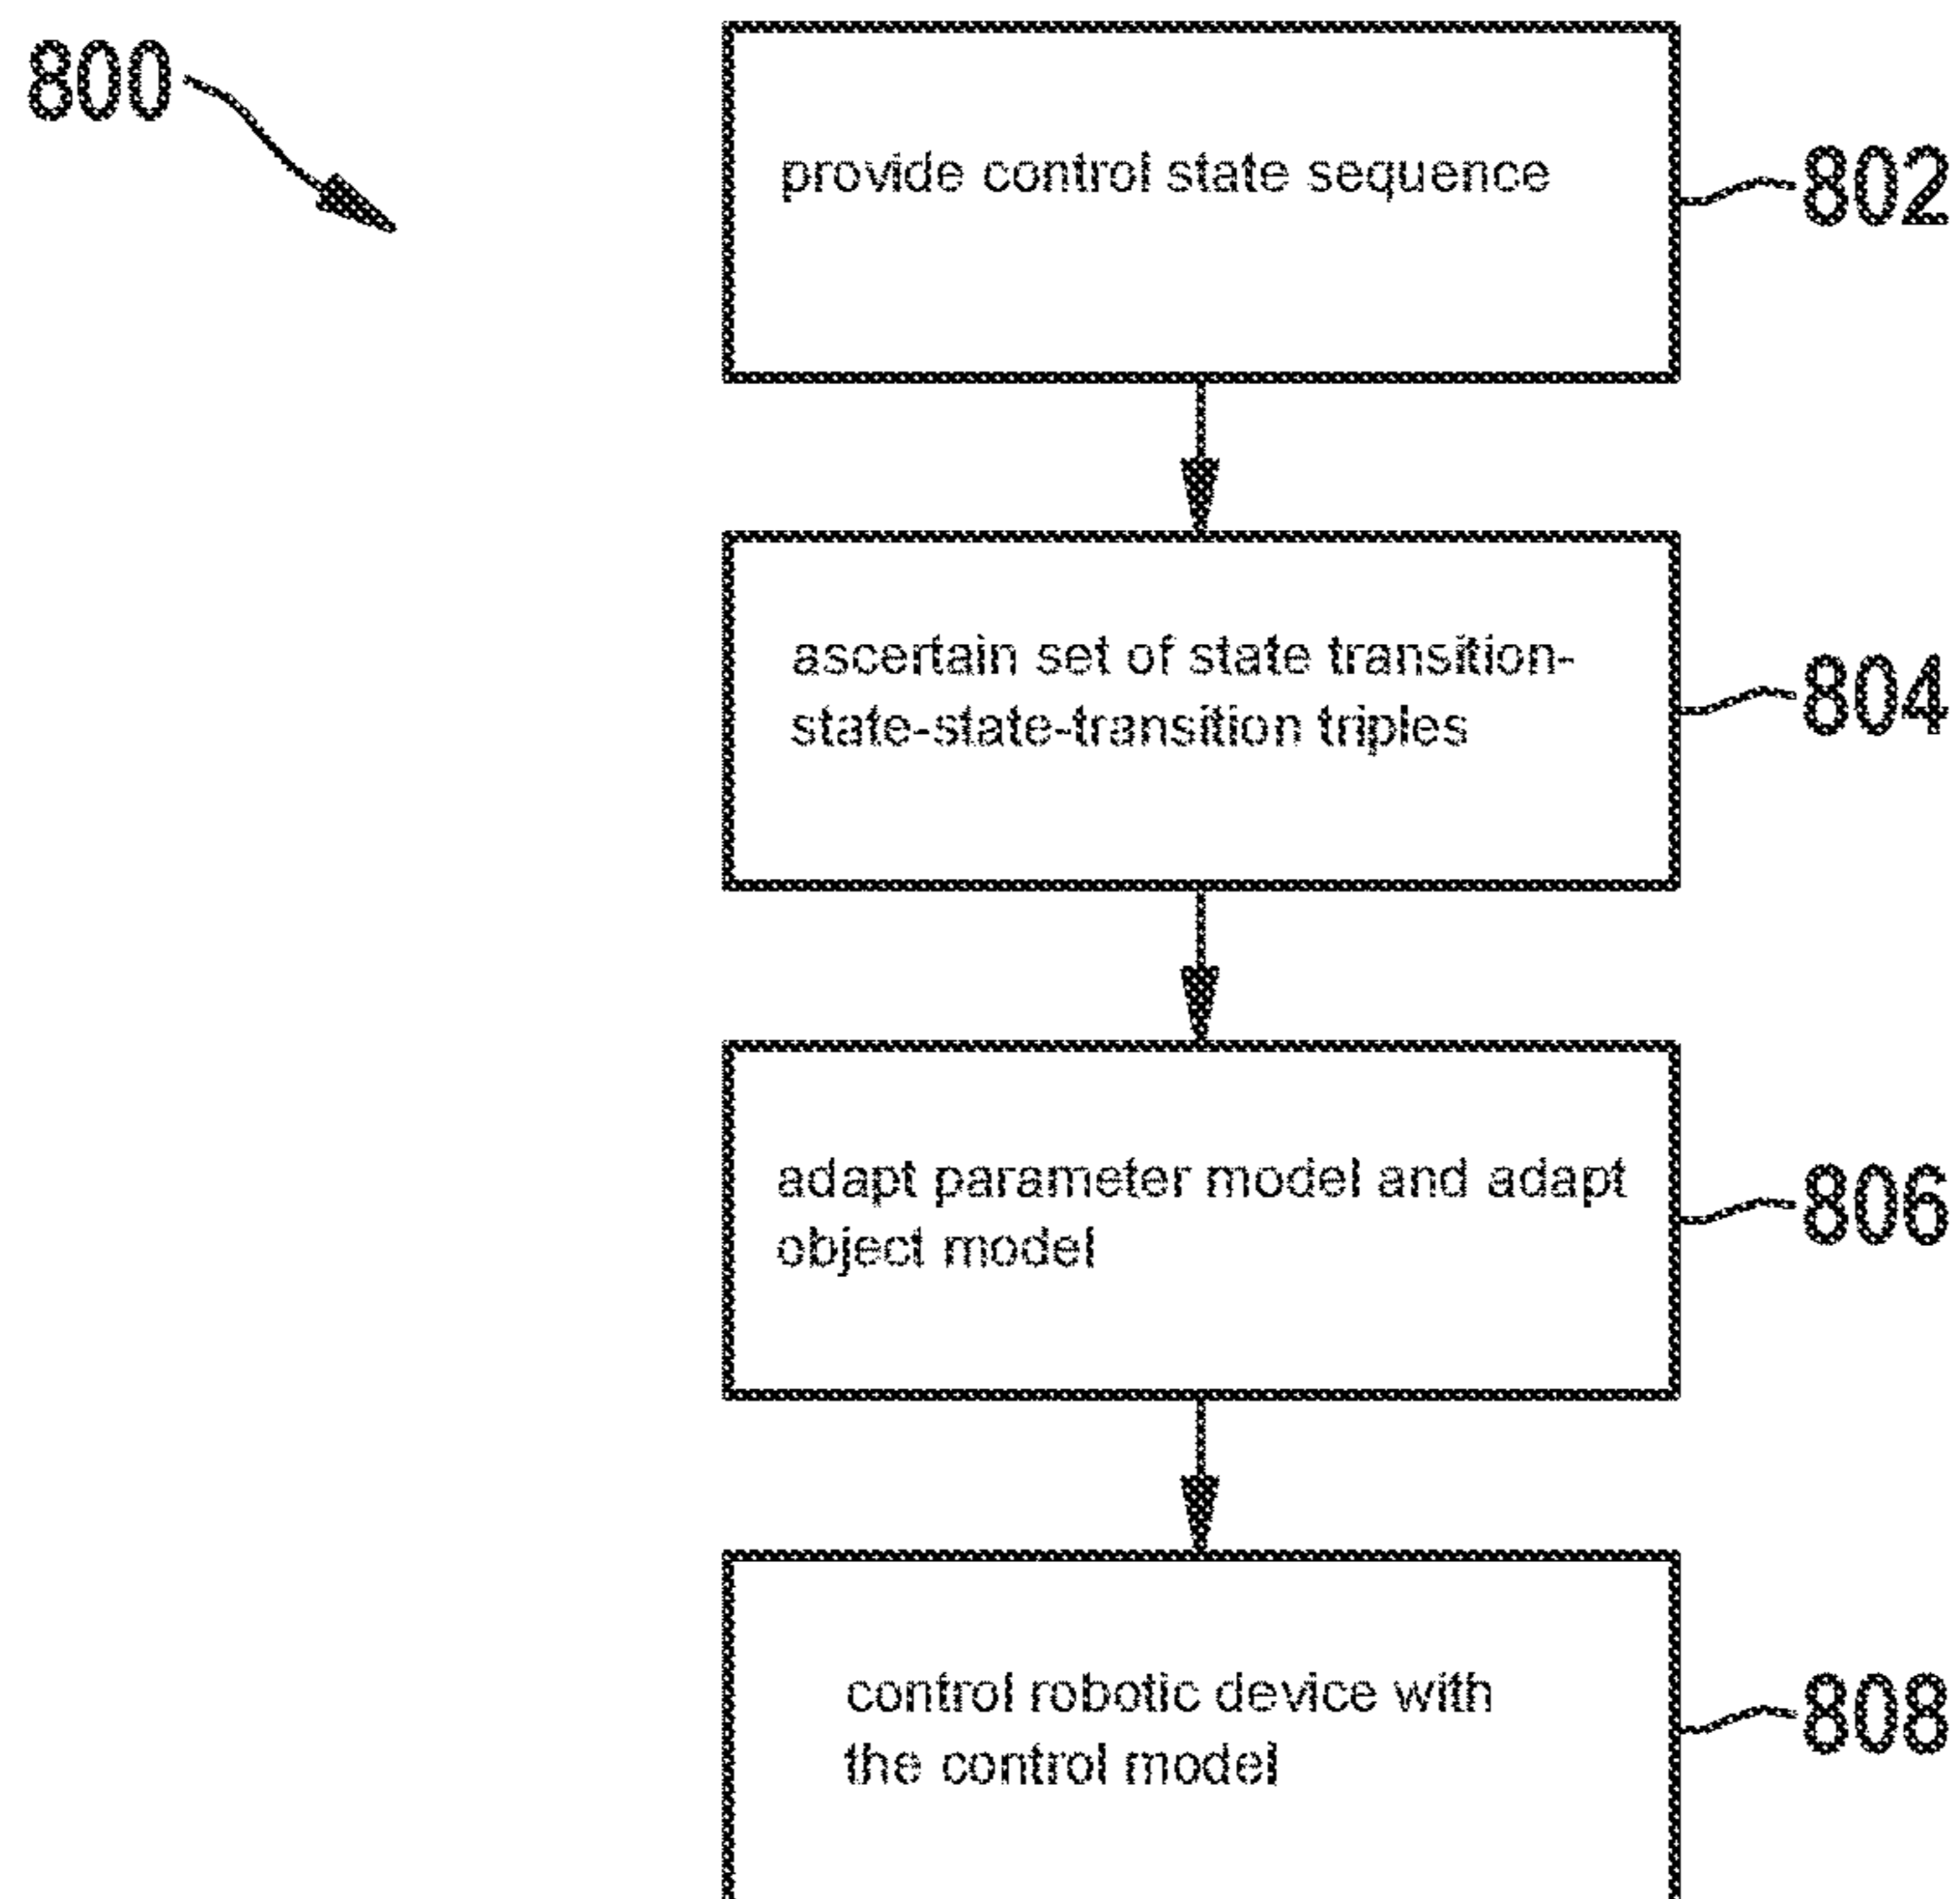 800
provide control state sequence
802
ascertain set of state transition-
state-state-transition triples
804
adapt parameter model and adapt
object model
806
control robotic device with
the control model
808